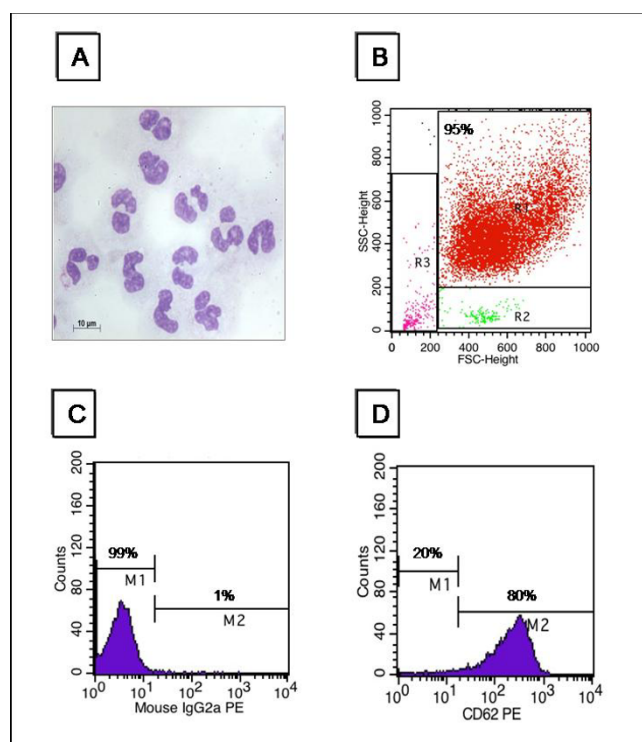 A
10 µm
B
95%
R1
R3
R2
SSC-Height
1000
800
600
400
200
0
0 200 400 600 800 1000
FSC-Height
C
200
160
120
80
40
0
Counts
99%
M1
1%
M2
10⁰ 10¹ 10² 10³ 10⁴
Mouse IgG2a PE
D
200
160
120
80
40
0
Counts
20%
M1
80%
M2
10⁰ 10¹ 10² 10³ 10⁴
CD62 PE